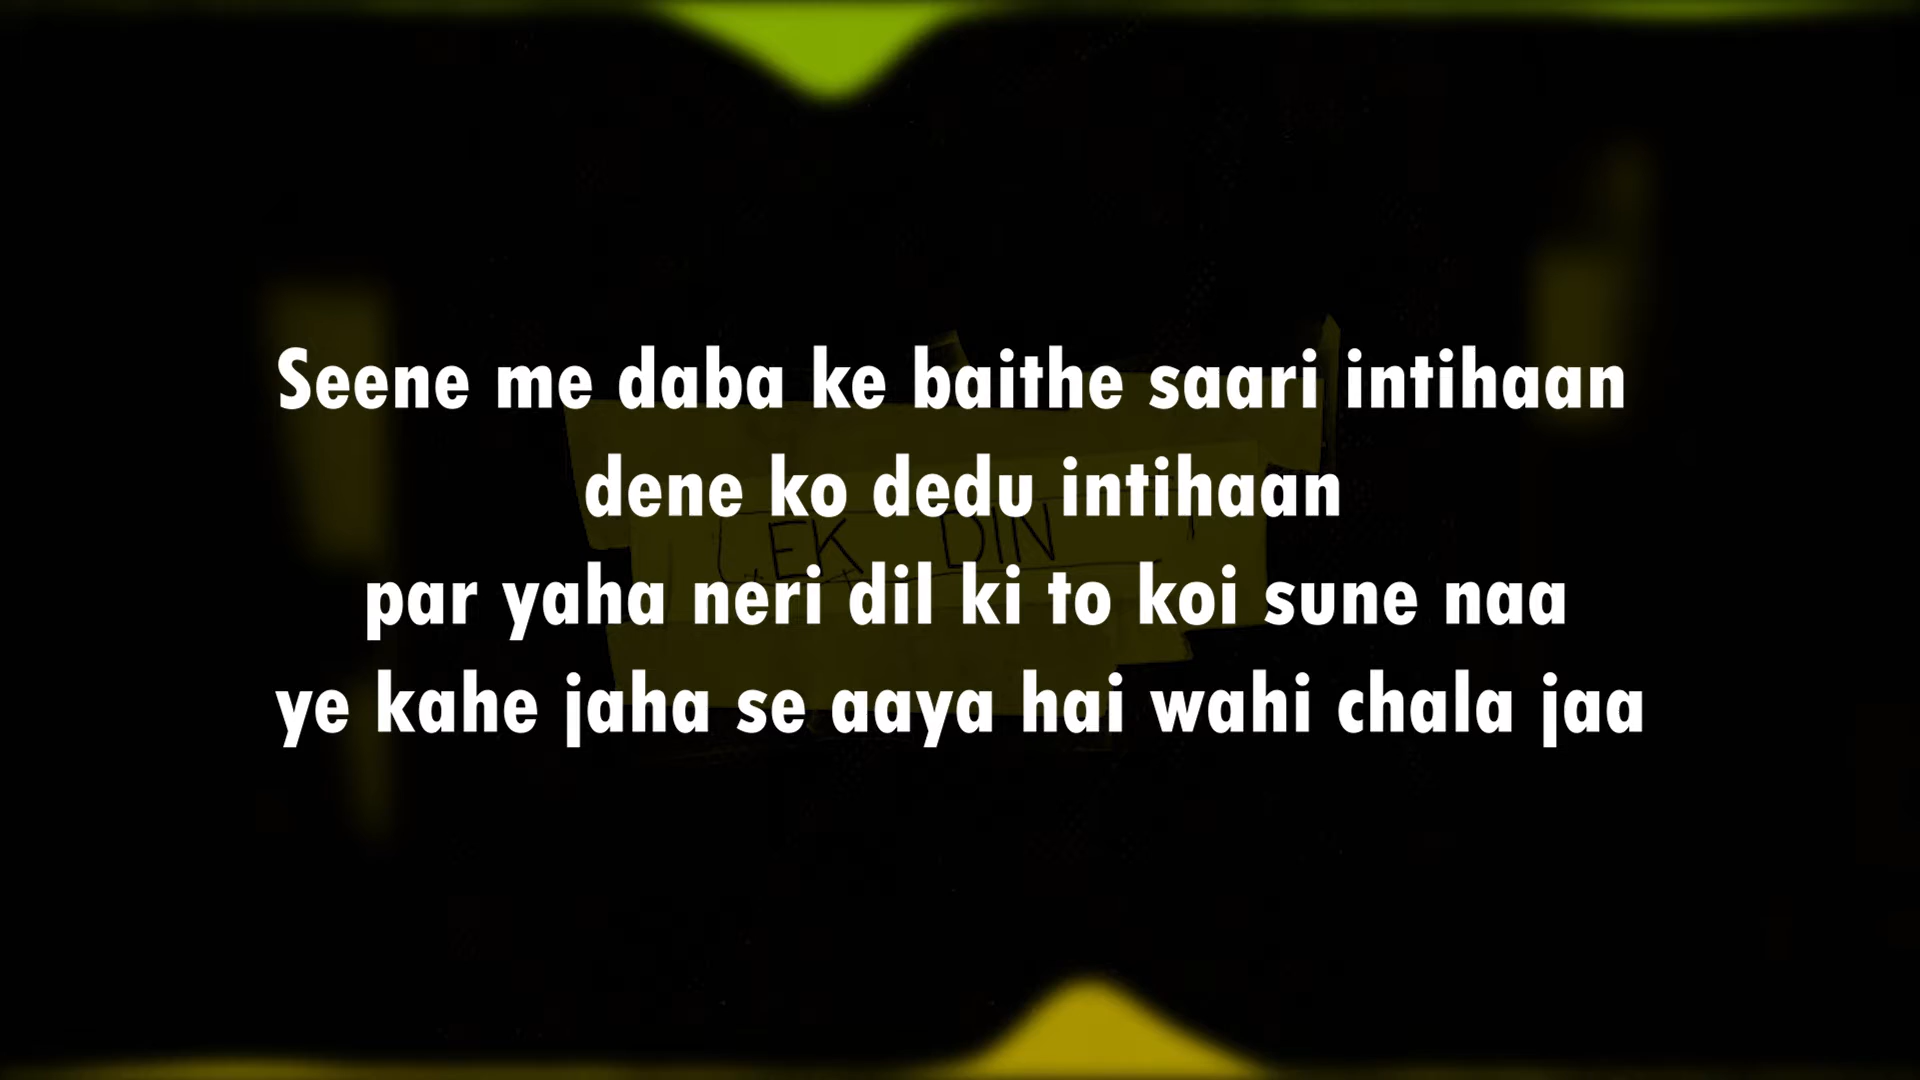 Seene me daba ke baithe saari intihaan
dene ko dedu intihaan
EK DIN
par yaha neri dil ki to koi sune naa
ye kahe jaha se aaya hai wahi chala jaa